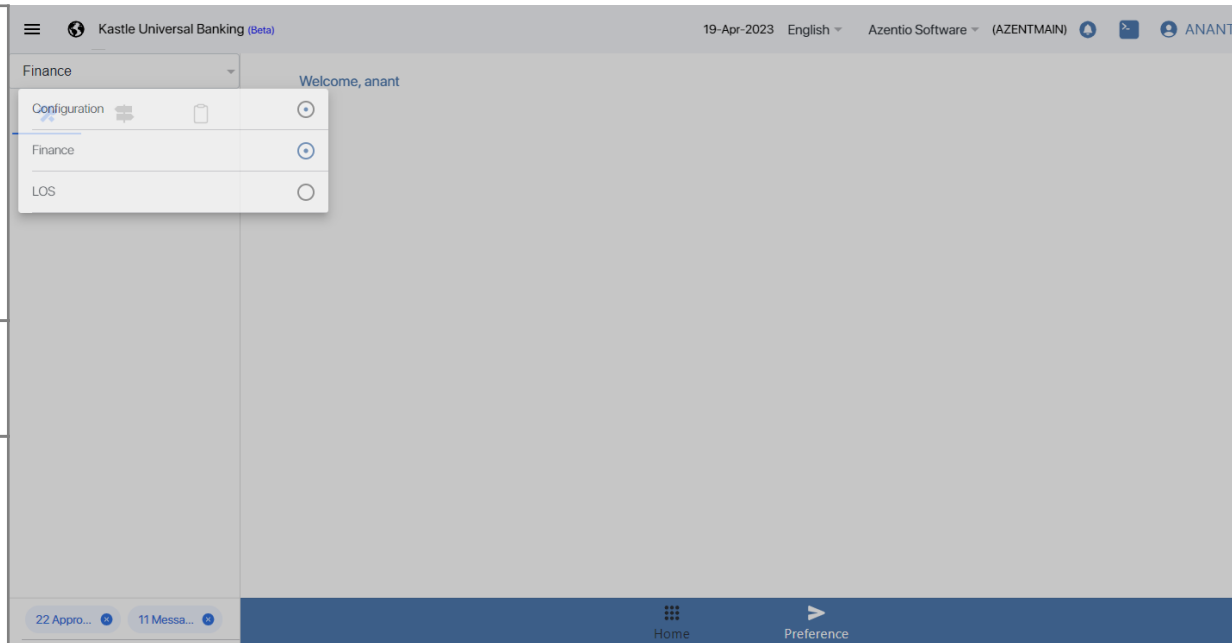 Kastle Universal Banking (Beta) 19-Apr-2023 English Azentio Software (AZENTMAIN) ANANT
Finance
Welcome, anant
Configuration
Finance
LOS
22 Appro... 11 Messa...
Home Preference